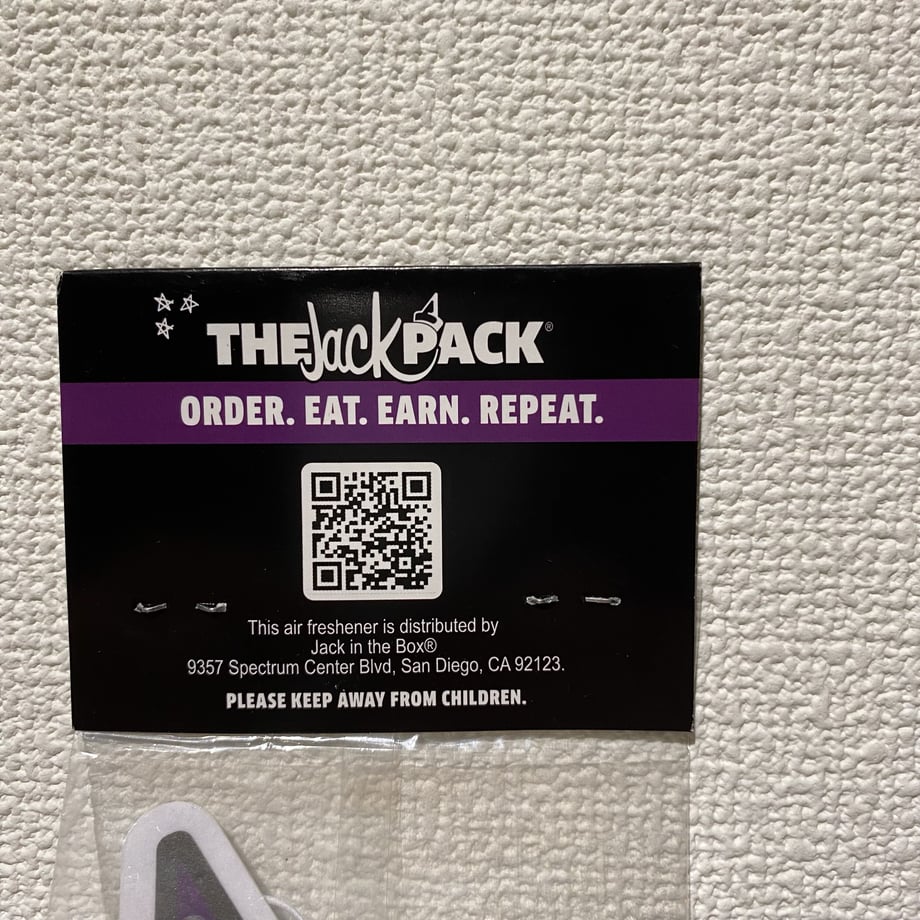 THE Jack PACK®
ORDER. EAT. EARN. REPEAT.
This air freshener is distributed by
Jack in the Box®
9357 Spectrum Center Blvd, San Diego, CA 92123.
PLEASE KEEP AWAY FROM CHILDREN.